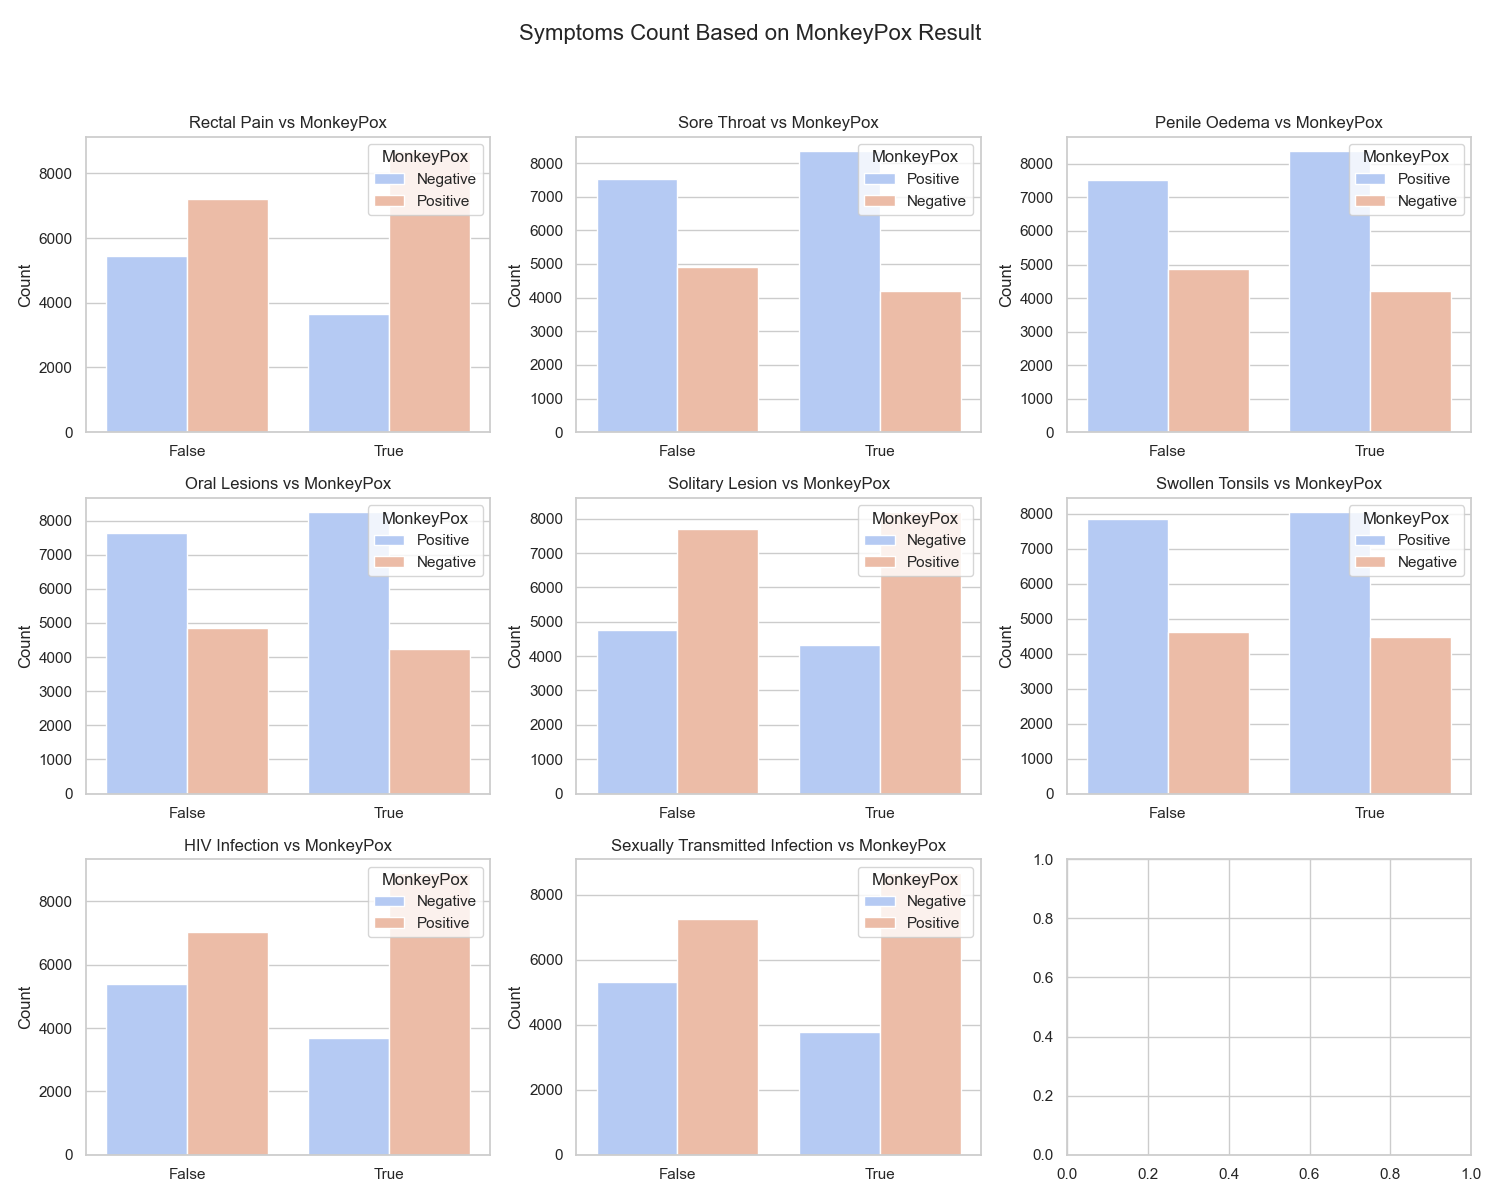 Symptoms Count Based on MonkeyPox Result
Rectal Pain vs MonkeyPox
Count
8000
6000
4000
2000
0
False
True
MonkeyPox
Negative
Positive
Sore Throat vs MonkeyPox
Count
8000
7000
6000
5000
4000
3000
2000
1000
0
False
True
MonkeyPox
Positive
Negative
Penile Oedema vs MonkeyPox
Count
8000
7000
6000
5000
4000
3000
2000
1000
0
False
True
MonkeyPox
Positive
Negative
Oral Lesions vs MonkeyPox
Count
8000
7000
6000
5000
4000
3000
2000
1000
0
False
True
MonkeyPox
Positive
Negative
Solitary Lesion vs MonkeyPox
Count
8000
7000
6000
5000
4000
3000
2000
1000
0
False
True
MonkeyPox
Negative
Positive
Swollen Tonsils vs MonkeyPox
Count
8000
7000
6000
5000
4000
3000
2000
1000
0
False
True
MonkeyPox
Positive
Negative
HIV Infection vs MonkeyPox
Count
8000
6000
4000
2000
0
False
True
MonkeyPox
Negative
Positive
Sexually Transmitted Infection vs MonkeyPox
Count
8000
6000
4000
2000
0
False
True
MonkeyPox
Negative
Positive
1.0
0.8
0.6
0.4
0.2
0.0
0.0 0.2 0.4 0.6 0.8 1.0